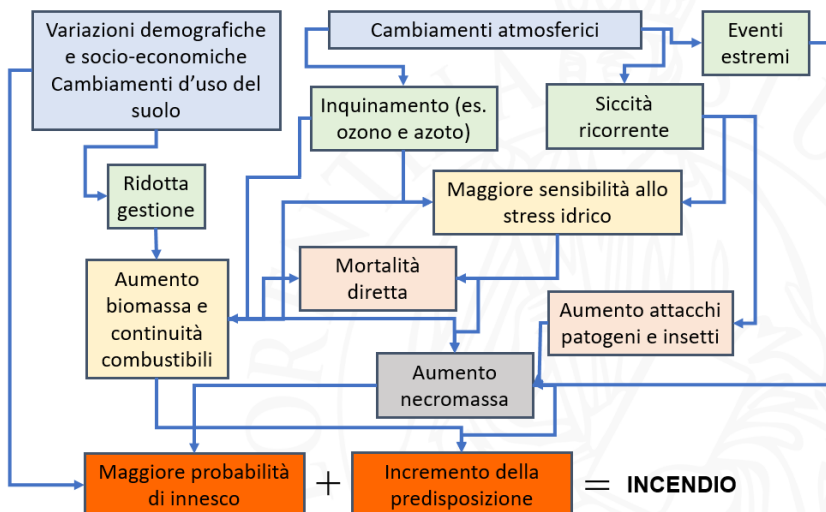 Variazioni demografiche
e socio-economiche
Cambiamenti d'uso del
suolo
Cambiamenti atmosferici
Eventi
estremi
Inquinamento (es.
ozono e azoto)
Siccità
ricorrente
Ridotta
gestione
Maggiore sensibilità allo
stress idrico
Aumento
biomassa e
continuità
combustibili
Mortalità
diretta
Aumento attacchi
patogeni e insetti
Aumento
necromassa
Maggiore probabilità
di innesco
+
Incremento della
predisposizione
= INCENDIO